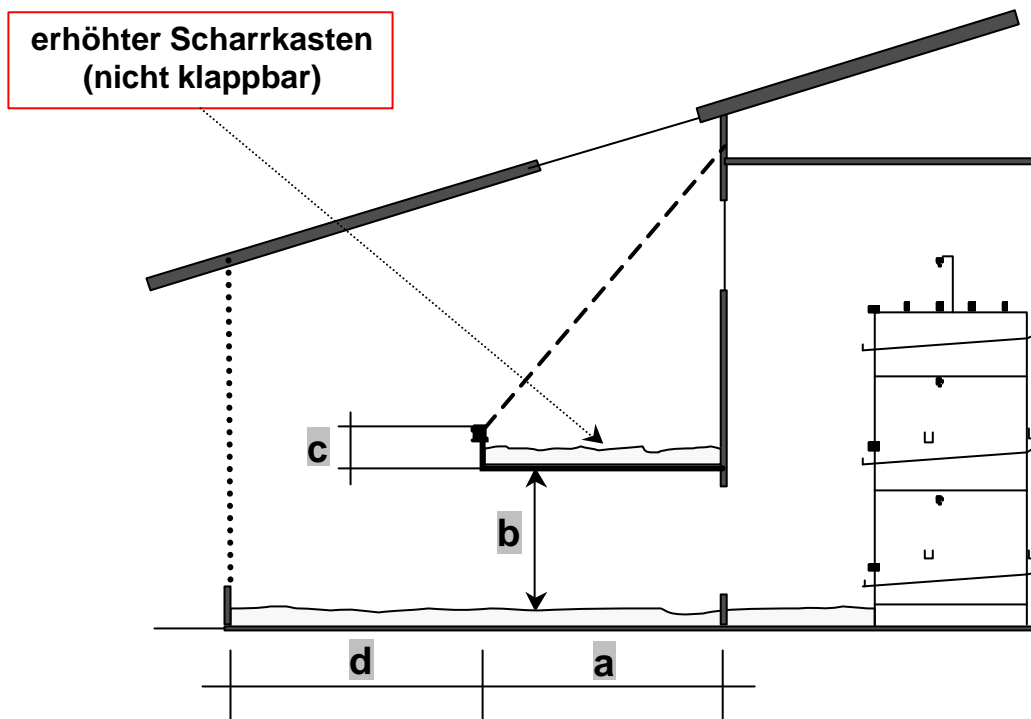 erhöhter Scharrkasten
(nicht klappbar)
c
b
d a